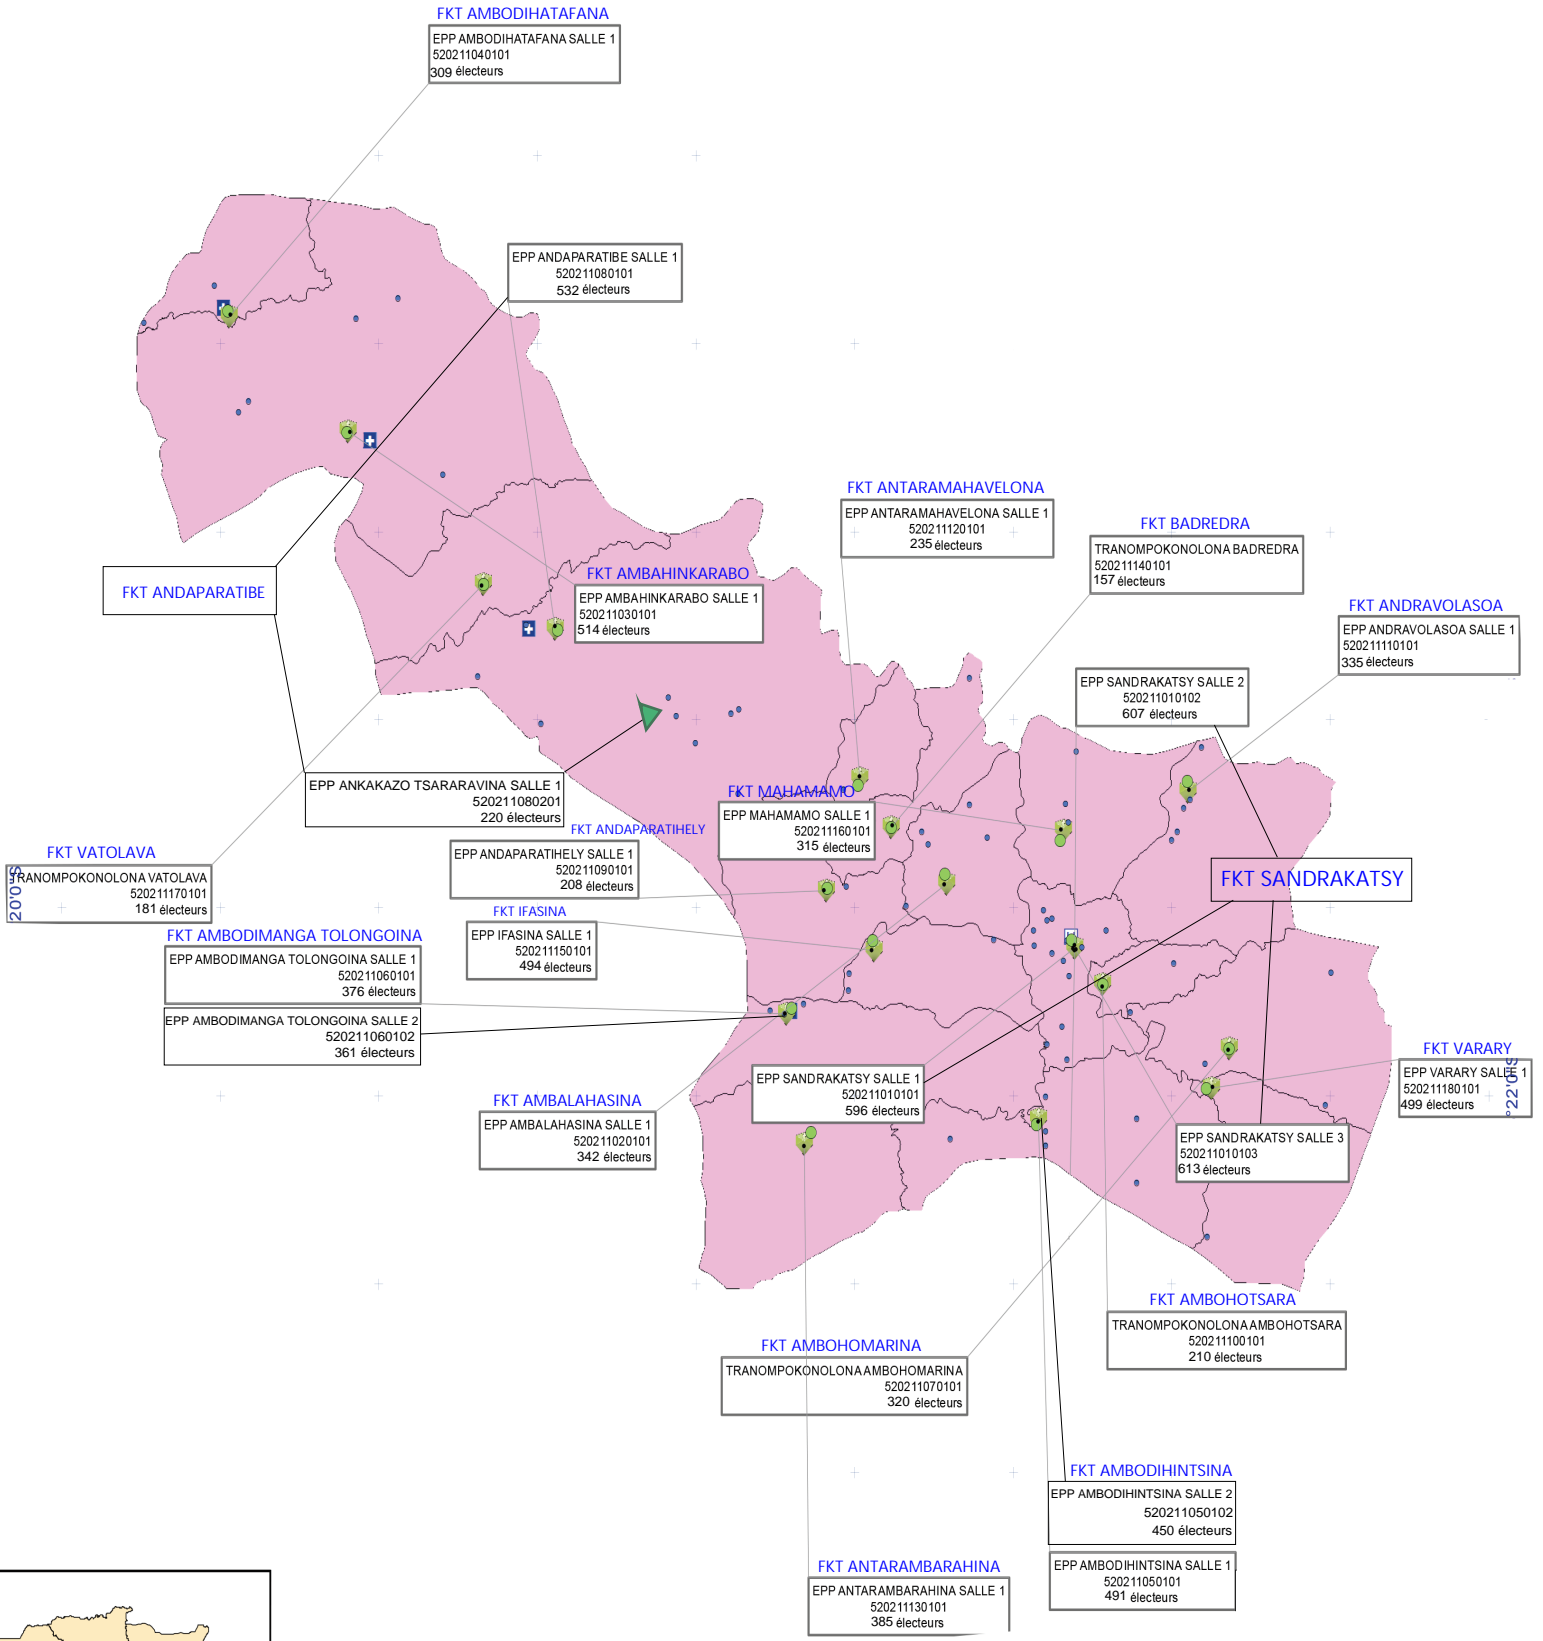 FKT AMBODIHATAFANA
EPP AMBODIHATAFANA SALLE 1
520211040101
309 électeurs
EPP ANDAPARATIBE SALLE 1
520211080101
532 électeurs
FKT ANTARAMAHAVELONA
EPP ANTARAMAHAVELONA SALLE 1
520211120101
235 électeurs
FKT BADREDRA
TRANOMPOKONOLONA BADREDRA
520211140101
157 électeurs
FKT ANDAPARATIBE
FKT AMBAHINKARABO
EPP AMBAHINKARABO SALLE 1
520211030101
514 électeurs
FKT ANDRAVOLASOA
EPP ANDRAVOLASOA SALLE 1
520211110101
335 électeurs
EPP SANDRAKATSY SALLE 2
520211010102
607 électeurs
EPP ANKAKAZO TSARARAVINA SALLE 1
520211080201
220 électeurs
FKT MAHAMAMO
EPP MAHAMAMO SALLE 1
520211160101
315 électeurs
FKT ANDAPARATIHELY
EPP ANDAPARATIHELY SALLE 1
520211090101
208 électeurs
FKT VATOLAVA
TRANOMPOKONOLONA VATOLAVA
520211170101
181 électeurs
20'0"S
FKT SANDRAKATSY
FKT IFASINA
EPP IFASINA SALLE 1
520211150101
494 électeurs
FKT AMBODIMANGA TOLONGOINA
EPP AMBODIMANGA TOLONGOINA SALLE 1
520211060101
376 électeurs
EPP AMBODIMANGA TOLONGOINA SALLE 2
520211060102
361 électeurs
EPP SANDRAKATSY SALLE 1
520211010101
596 électeurs
FKT VARARY
EPP VARARY SALLE 1
520211180101
499 électeurs
°22'0"S
FKT AMBALAHASINA
EPP AMBALAHASINA SALLE 1
520211020101
342 électeurs
EPP SANDRAKATSY SALLE 3
520211010103
613 électeurs
FKT AMBOHOTSARA
TRANOMPOKONOLONA AMBOHOTSARA
520211100101
210 électeurs
FKT AMBOHOMARINA
TRANOMPOKONOLONA AMBOHOMARINA
520211070101
320 électeurs
FKT AMBODIHINTSINA
EPP AMBODIHINTSINA SALLE 2
520211050102
450 électeurs
EPP AMBODIHINTSINA SALLE 1
520211050101
491 électeurs
FKT ANTARAMBARAHINA
EPP ANTARAMBARAHINA SALLE 1
520211130101
385 électeurs